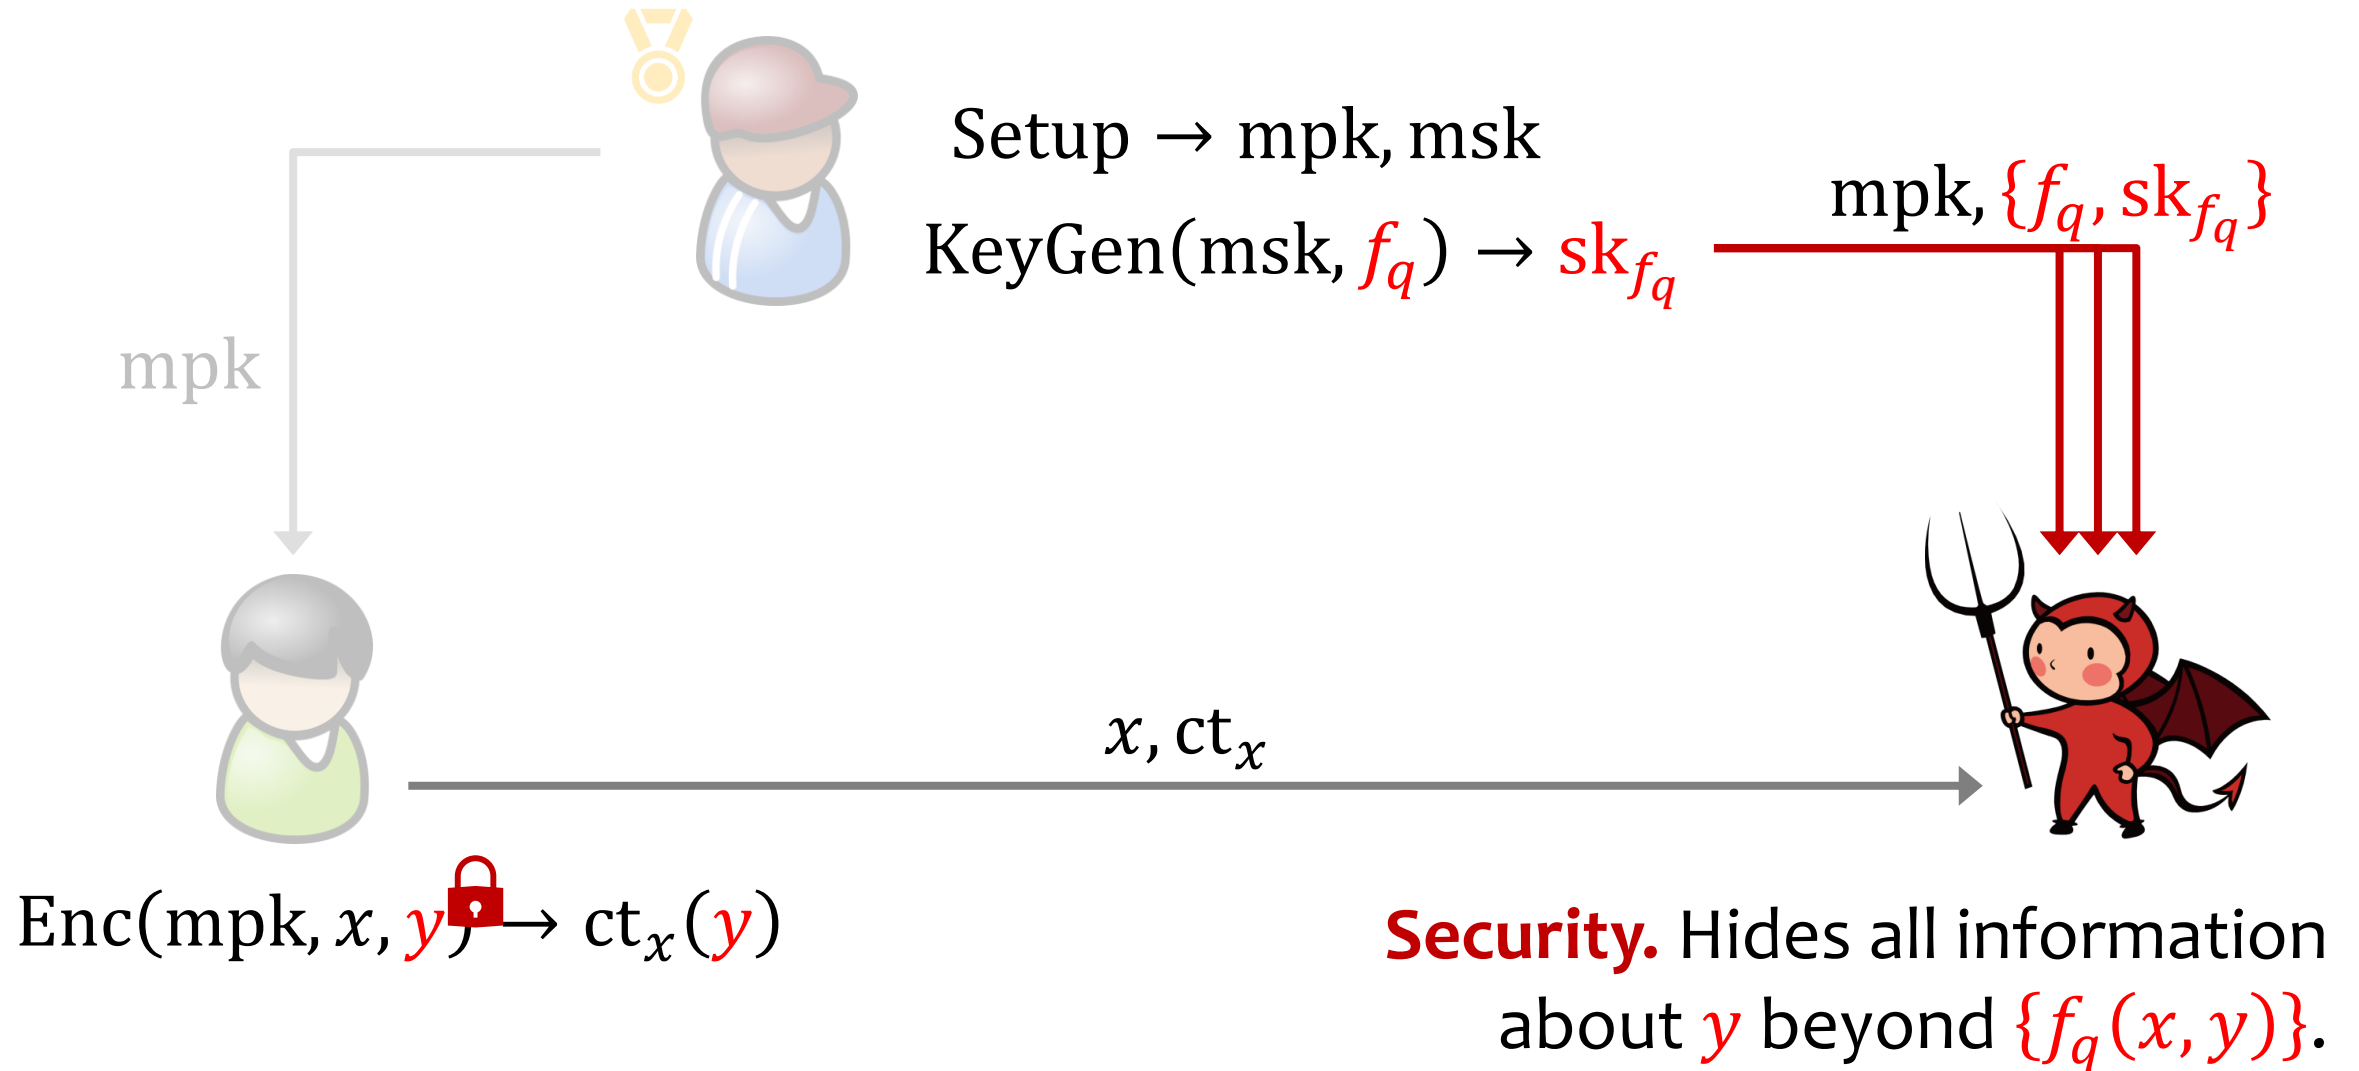 Setup → mpk, msk
mpk, {f_q, sk_{f_q}}
KeyGen(msk, f_q) → sk_{f_q}
mpk
x, ct_x
Enc(mpk, x, y) → ct_x(y)
Security. Hides all information
about y beyond {f_q(x, y)}.